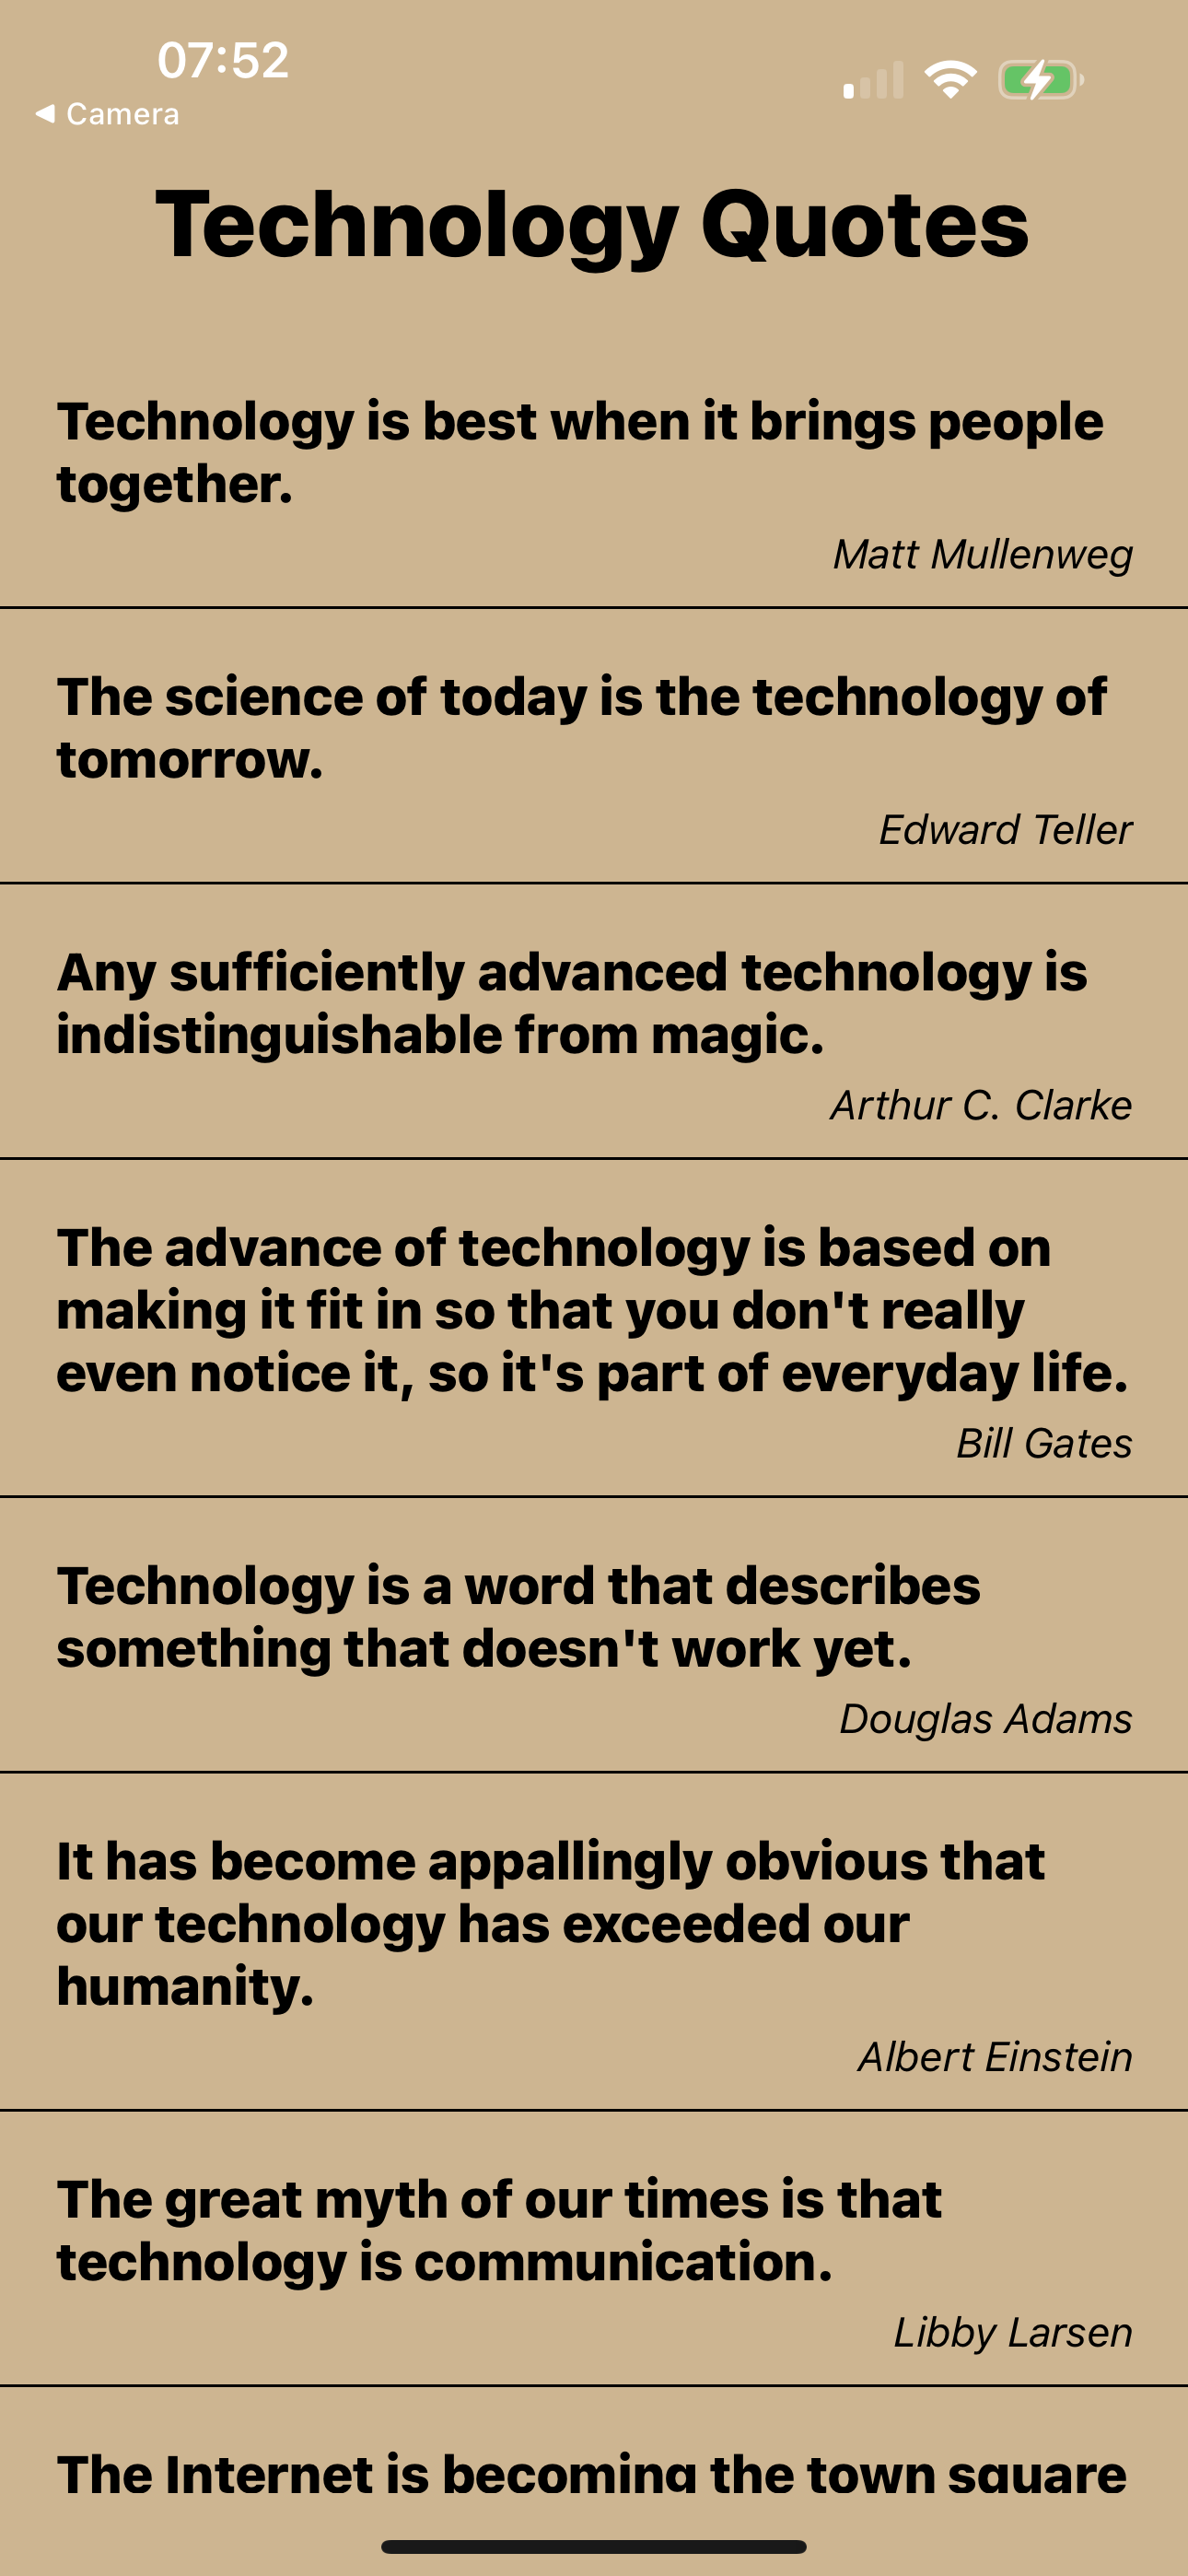 07:52
◀ Camera
Technology Quotes
Technology is best when it brings people
together.
Matt Mullenweg
The science of today is the technology of
tomorrow.
Edward Teller
Any sufficiently advanced technology is
indistinguishable from magic.
Arthur C. Clarke
The advance of technology is based on
making it fit in so that you don't really
even notice it, so it's part of everyday life.
Bill Gates
Technology is a word that describes
something that doesn't work yet.
Douglas Adams
It has become appallingly obvious that
our technology has exceeded our
humanity.
Albert Einstein
The great myth of our times is that
technology is communication.
Libby Larsen
The Internet is becoming the town square